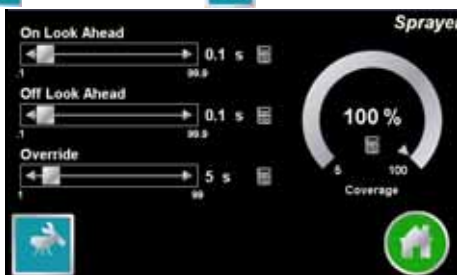 Sprayer
On Look Ahead
0.1 s
.1 99.9
Off Look Ahead
0.1 s
.1 99.9
Override
5 s
1 99
100 %
5 100
Coverage